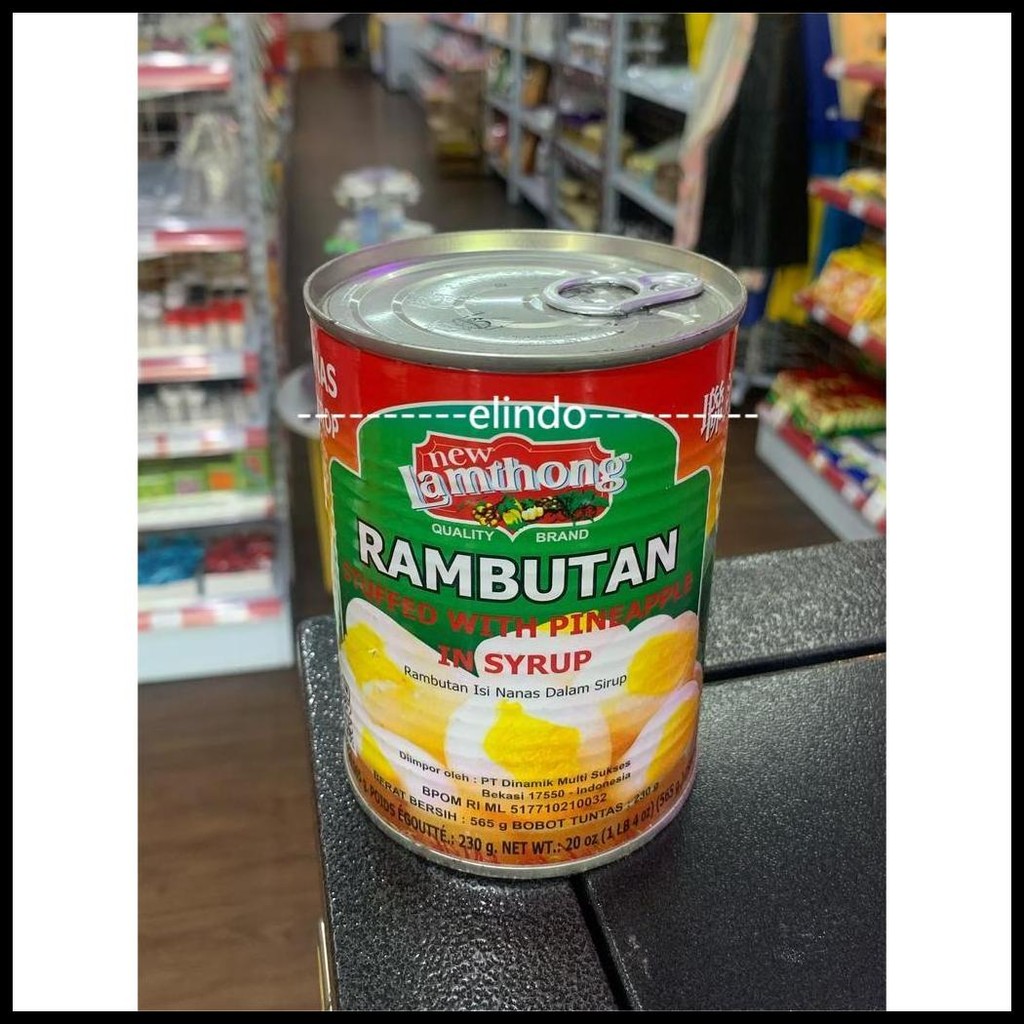 elindo
new
Lamthong
QUALITY BRAND
RAMBUTAN
STUFFED WITH PINEAPPLE
IN SYRUP
Rambutan Isi Nanas Dalam Sirup
Diimpor oleh : PT Dinamik Multi Sukses
Bekasi 17550 - Indonesia
BPOM RI ML 517710210032
BERAT BERSIH : 565 g BOBOT TUNTAS : 230 g
POIDS ÉGOUTTÉ.: 230 g. NET WT.: 20 oz (1 LB 4 oz) (565 g